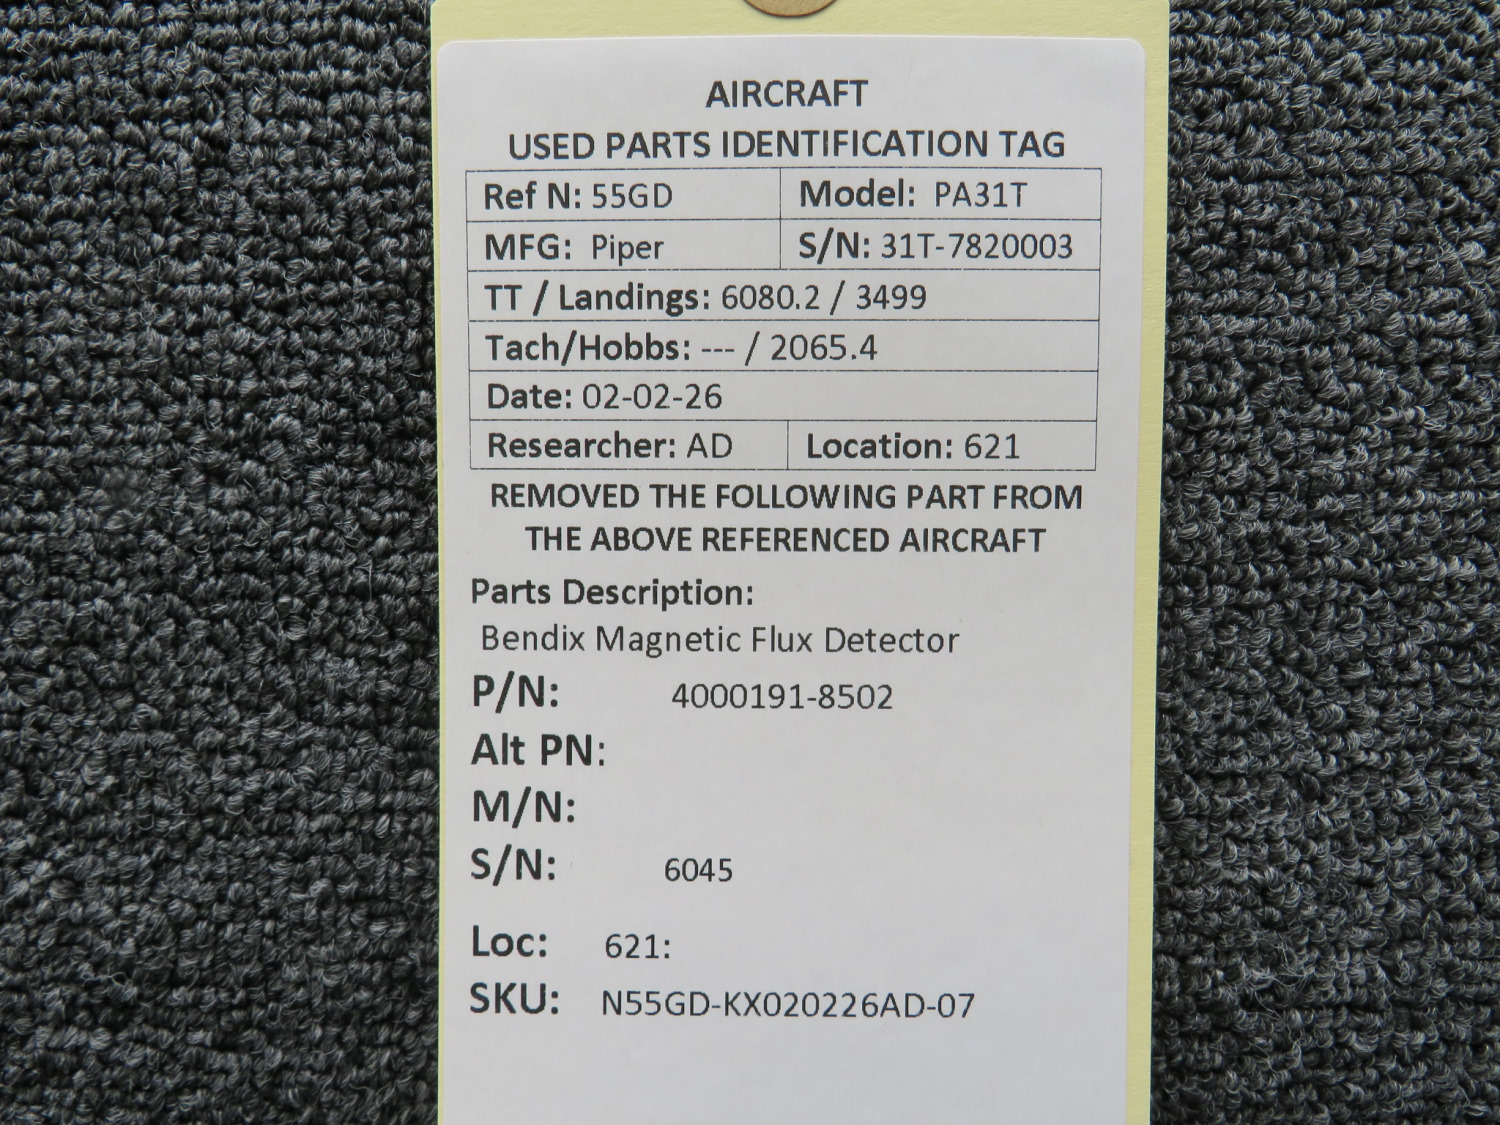 AIRCRAFT
USED PARTS IDENTIFICATION TAG
Ref N: 55GD Model: PA31T
MFG: Piper S/N: 31T-7820003
TT / Landings: 6080.2 / 3499
Tach/Hobbs: --- / 2065.4
Date: 02-02-26
Researcher: AD Location: 621
REMOVED THE FOLLOWING PART FROM
THE ABOVE REFERENCED AIRCRAFT
Parts Description:
Bendix Magnetic Flux Detector
P/N: 4000191-8502
Alt PN:
M/N:
S/N: 6045
Loc: 621:
SKU: N55GD-KX020226AD-07